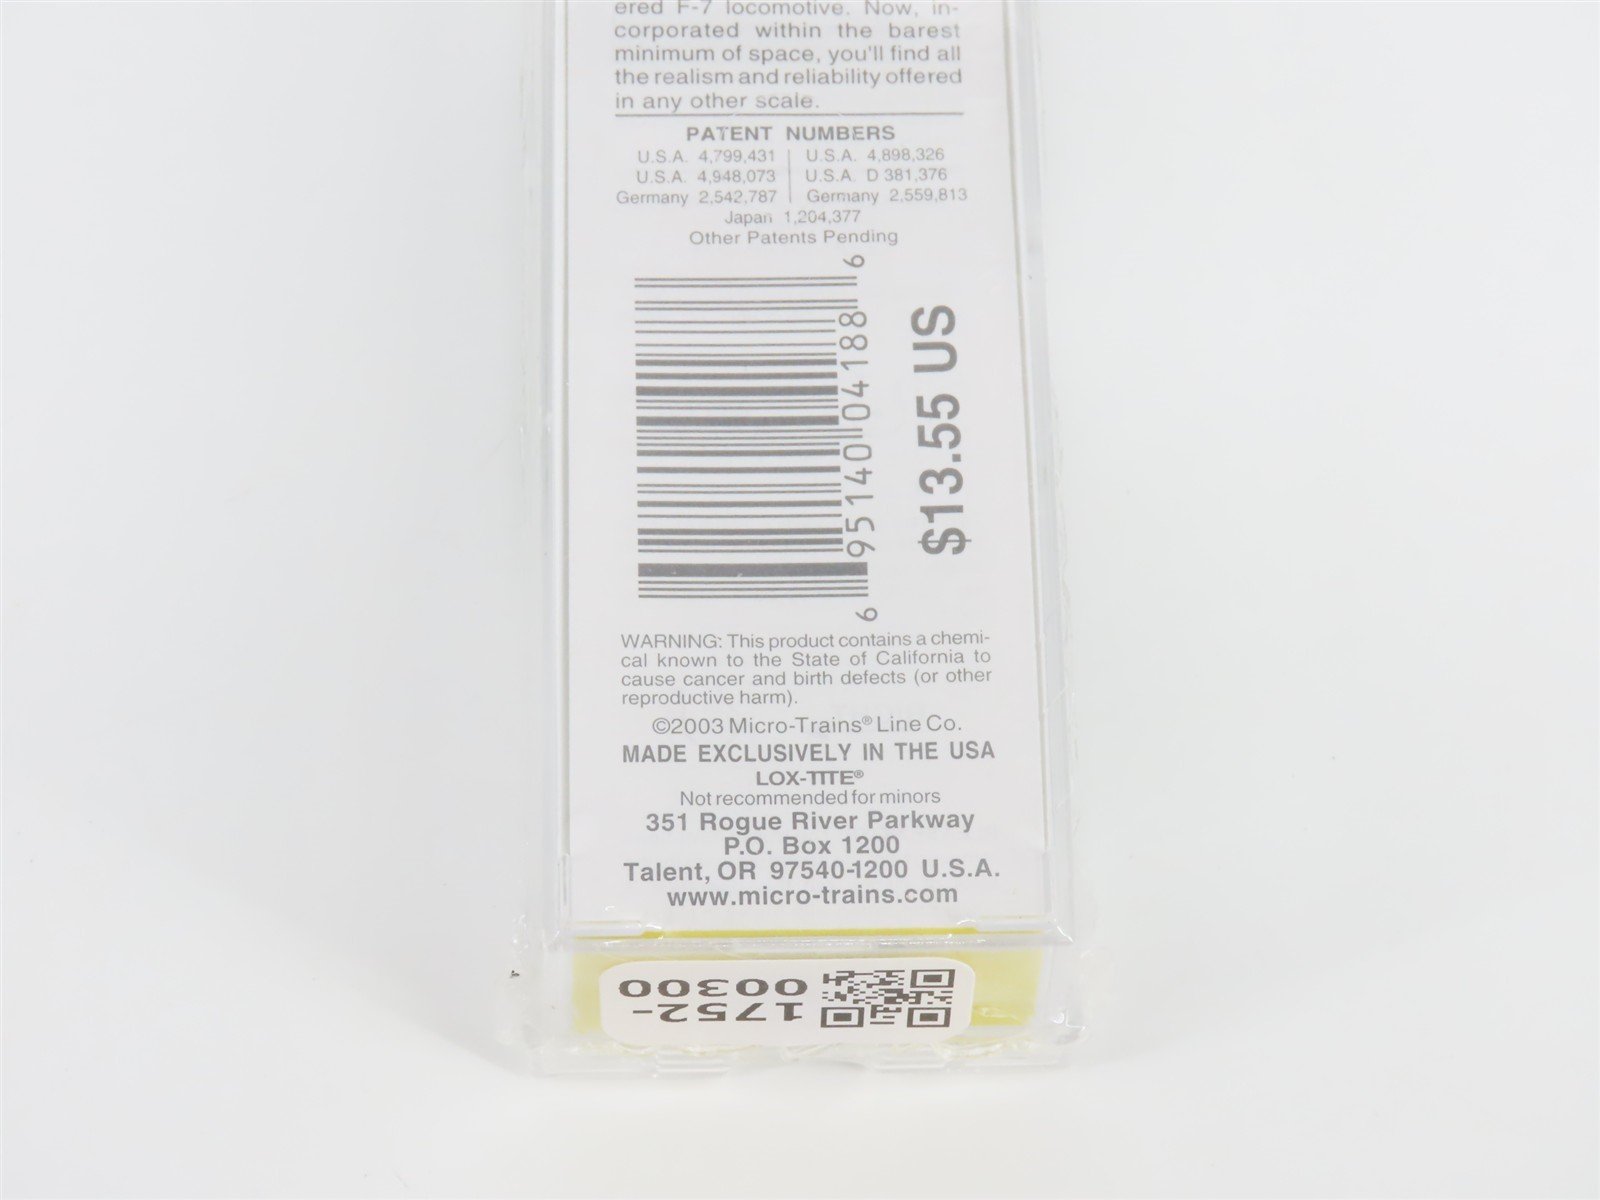 ered F-7 locomotive. Now, in-
corporated within the barest
minimum of space, you'll find all
the realism and reliability offered
in any other scale.
PATENT NUMBERS
U.S.A. 4,799,431 | U.S.A. 4,898,326
U.S.A. 4,948,073 | U.S.A. D 381,376
Germany 2,542,787 | Germany 2,559,813
Japan 1,204,377
Other Patents Pending
6 95140 04188 6
$13.55 US
WARNING: This product contains a chemi-
cal known to the State of California to
cause cancer and birth defects (or other
reproductive harm).
©2003 Micro-Trains® Line Co.
MADE EXCLUSIVELY IN THE USA
LOX-TITE®
Not recommended for minors
351 Rogue River Parkway
P.O. Box 1200
Talent, OR 97540-1200 U.S.A.
www.micro-trains.com
1752-
00300